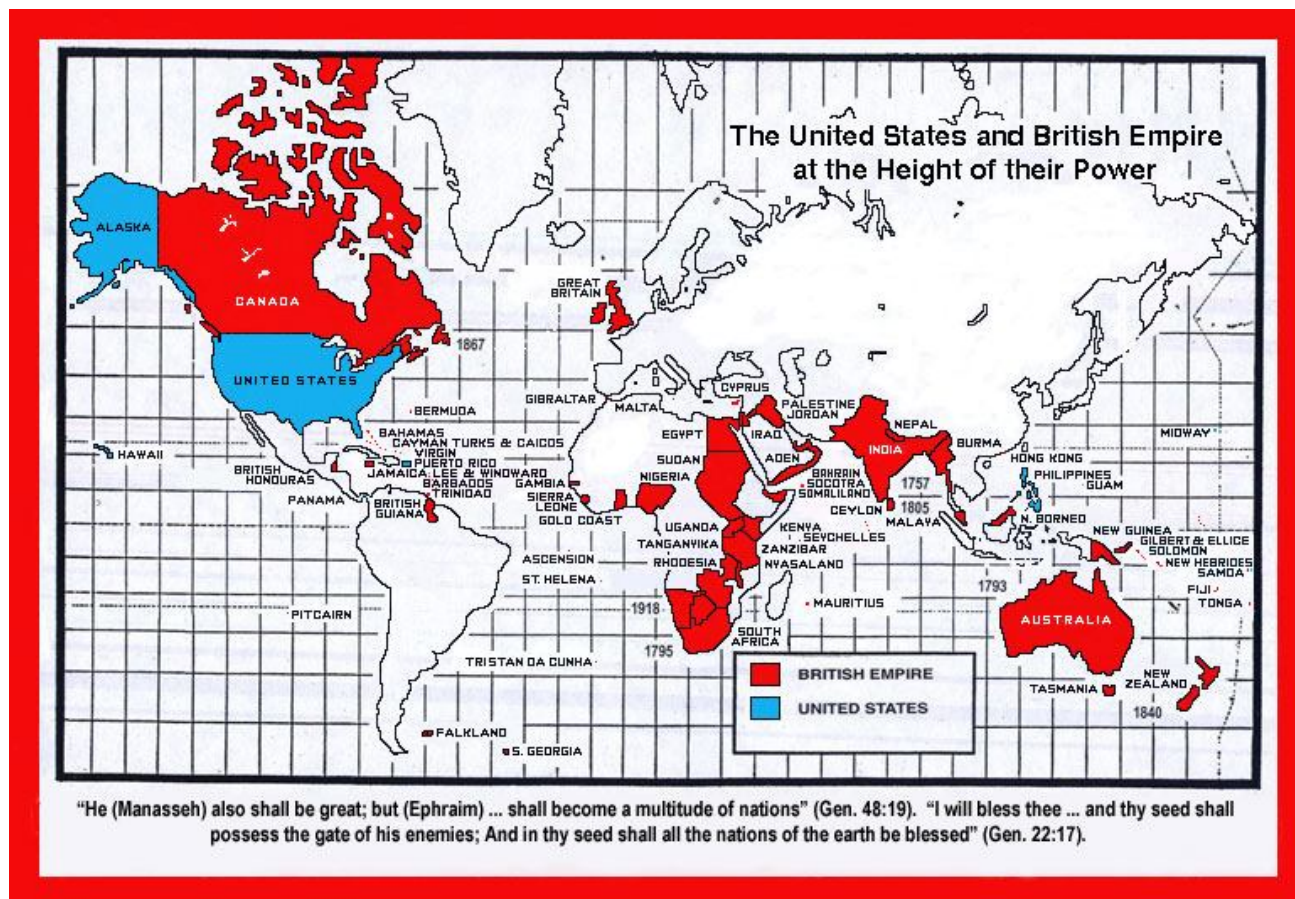 The United States and British Empire
at the Height of their Power
ALASKA
CANADA
GREAT
BRITAIN
1867
UNITED STATES
GIBRALTAR
MALTA
CYPRUS
PALESTINE
JORDAN
BERMUDA
NEPAL
BAHAMAS
CAYMAN TURKS & CAICOS
VIRGIN
PUERTO RICO
EGYPT
IRAQ
INDIA
BURMA
MIDWAY
HAWAII
HONG KONG
BRITISH
HONDURAS
JAMAICA, LEE & WINDWARD
BARBADOS
TRINIDAD
SUDAN
ADEN
BAHRAIN
SOCOTRA
SOMALILAND
1757
PHILIPPINES
GUAM
PANAMA
BRITISH
GUIANA
GAMBIA
SIERRA
LEONE
GOLD COAST
NIGERIA
CEYLON
1805
MALAYA
N. BORNEO
UGANDA
KENYA
SEYCHELLES
NEW GUINEA
GILBERT & ELLICE
SOLOMON
TANGANYIKA
ZANZIBAR
ASCENSION
RHODESIA
NYASALAND
NEW HEBRIDES
SAMOA
ST. HELENA
1793
FIJI
TONGA
PITCAIRN
1918
MAURITIUS
AUSTRALIA
SOUTH
AFRICA
1795
TRISTAN DA CUNHA
BRITISH EMPIRE
UNITED STATES
TASMANIA
NEW
ZEALAND
1840
FALKLAND
S. GEORGIA
“He (Manasseh) also shall be great; but (Ephraim) ... shall become a multitude of nations” (Gen. 48:19). “I will bless thee ... and thy seed shall
possess the gate of his enemies; And in thy seed shall all the nations of the earth be blessed” (Gen. 22:17).